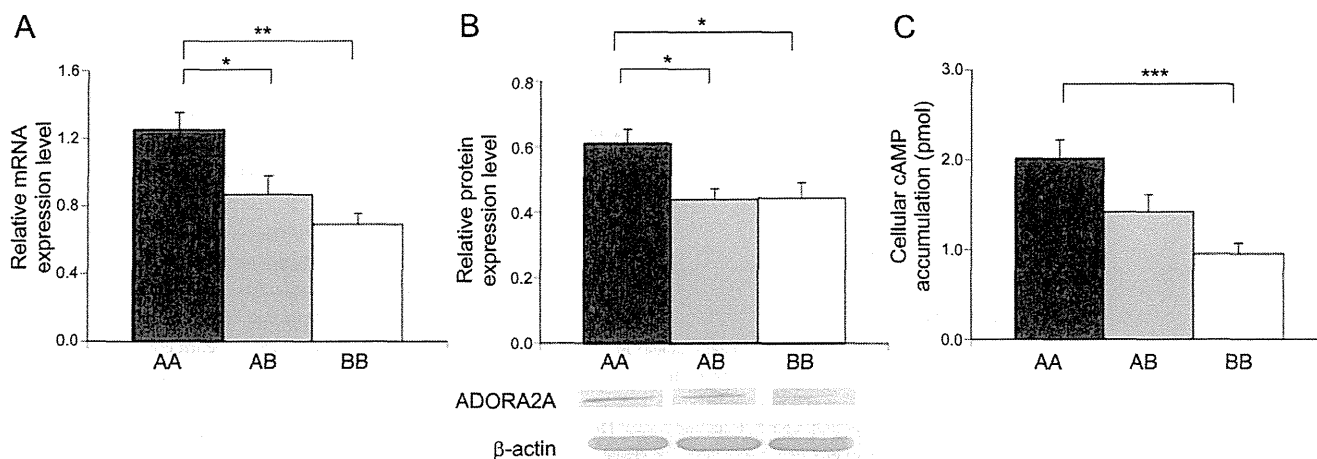 A
Relative mRNA
expression level
1.6
1.2
0.8
0.4
0.0
**
*
AA AB BB
B
Relative protein
expression level
0.8
0.6
0.4
0.2
0.0
*
*
AA AB BB
ADORA2A
β-actin
C
Cellular cAMP
accumulation (pmol)
3.0
2.0
1.0
0.0
***
AA AB BB